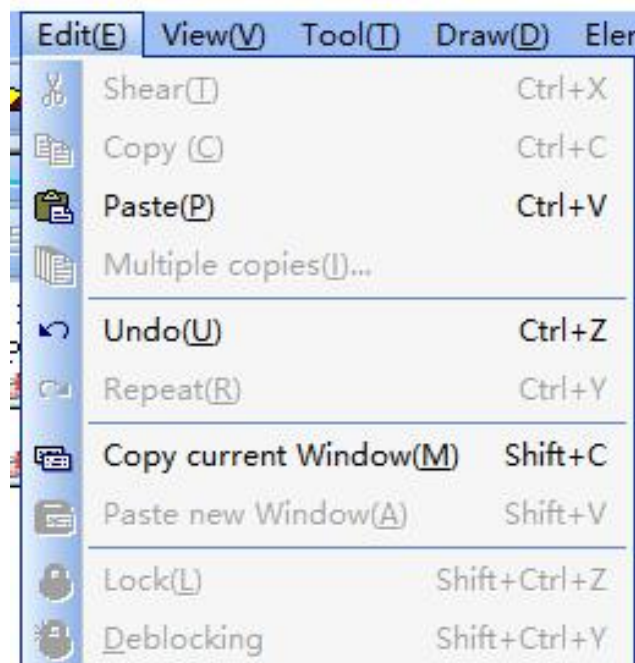 Edit(E) View(V) Tool(T) Draw(D)
Shear(T) Ctrl+X
Copy (C) Ctrl+C
Paste(P) Ctrl+V
Multiple copies(I)...
Undo(U) Ctrl+Z
Repeat(R) Ctrl+Y
Copy current Window(M) Shift+C
Paste new Window(A) Shift+V
Lock(L) Shift+Ctrl+Z
Deblocking Shift+Ctrl+Y